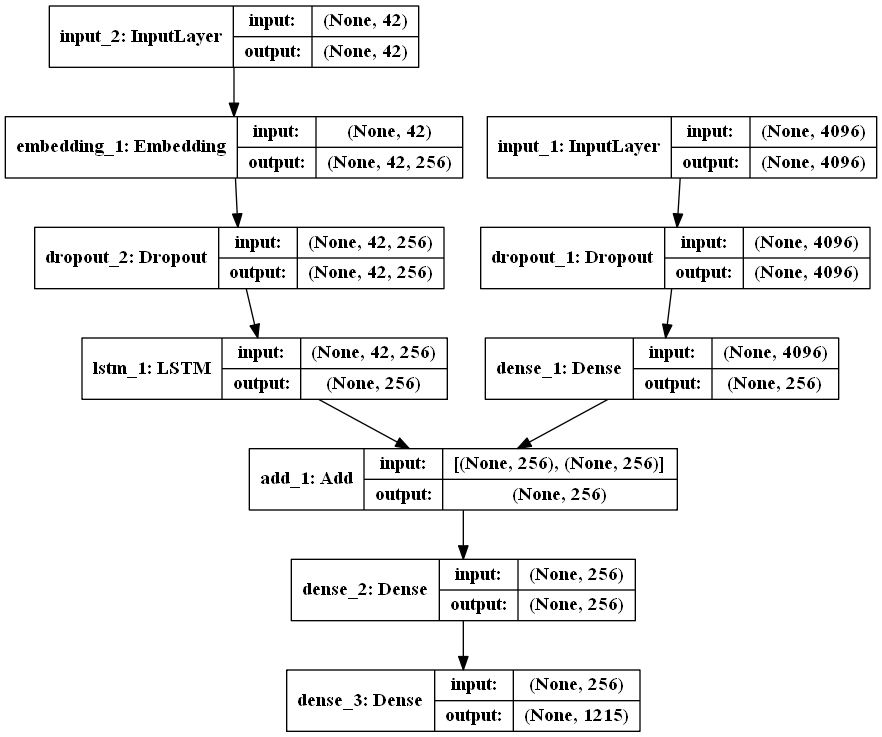 input_2: InputLayer
input: (None, 42)
output: (None, 42)
embedding_1: Embedding
input: (None, 42)
output: (None, 42, 256)
input_1: InputLayer
input: (None, 4096)
output: (None, 4096)
dropout_2: Dropout
input: (None, 42, 256)
output: (None, 42, 256)
dropout_1: Dropout
input: (None, 4096)
output: (None, 4096)
lstm_1: LSTM
input: (None, 42, 256)
output: (None, 256)
dense_1: Dense
input: (None, 4096)
output: (None, 256)
add_1: Add
input: [(None, 256), (None, 256)]
output: (None, 256)
dense_2: Dense
input: (None, 256)
output: (None, 256)
dense_3: Dense
input: (None, 256)
output: (None, 1215)